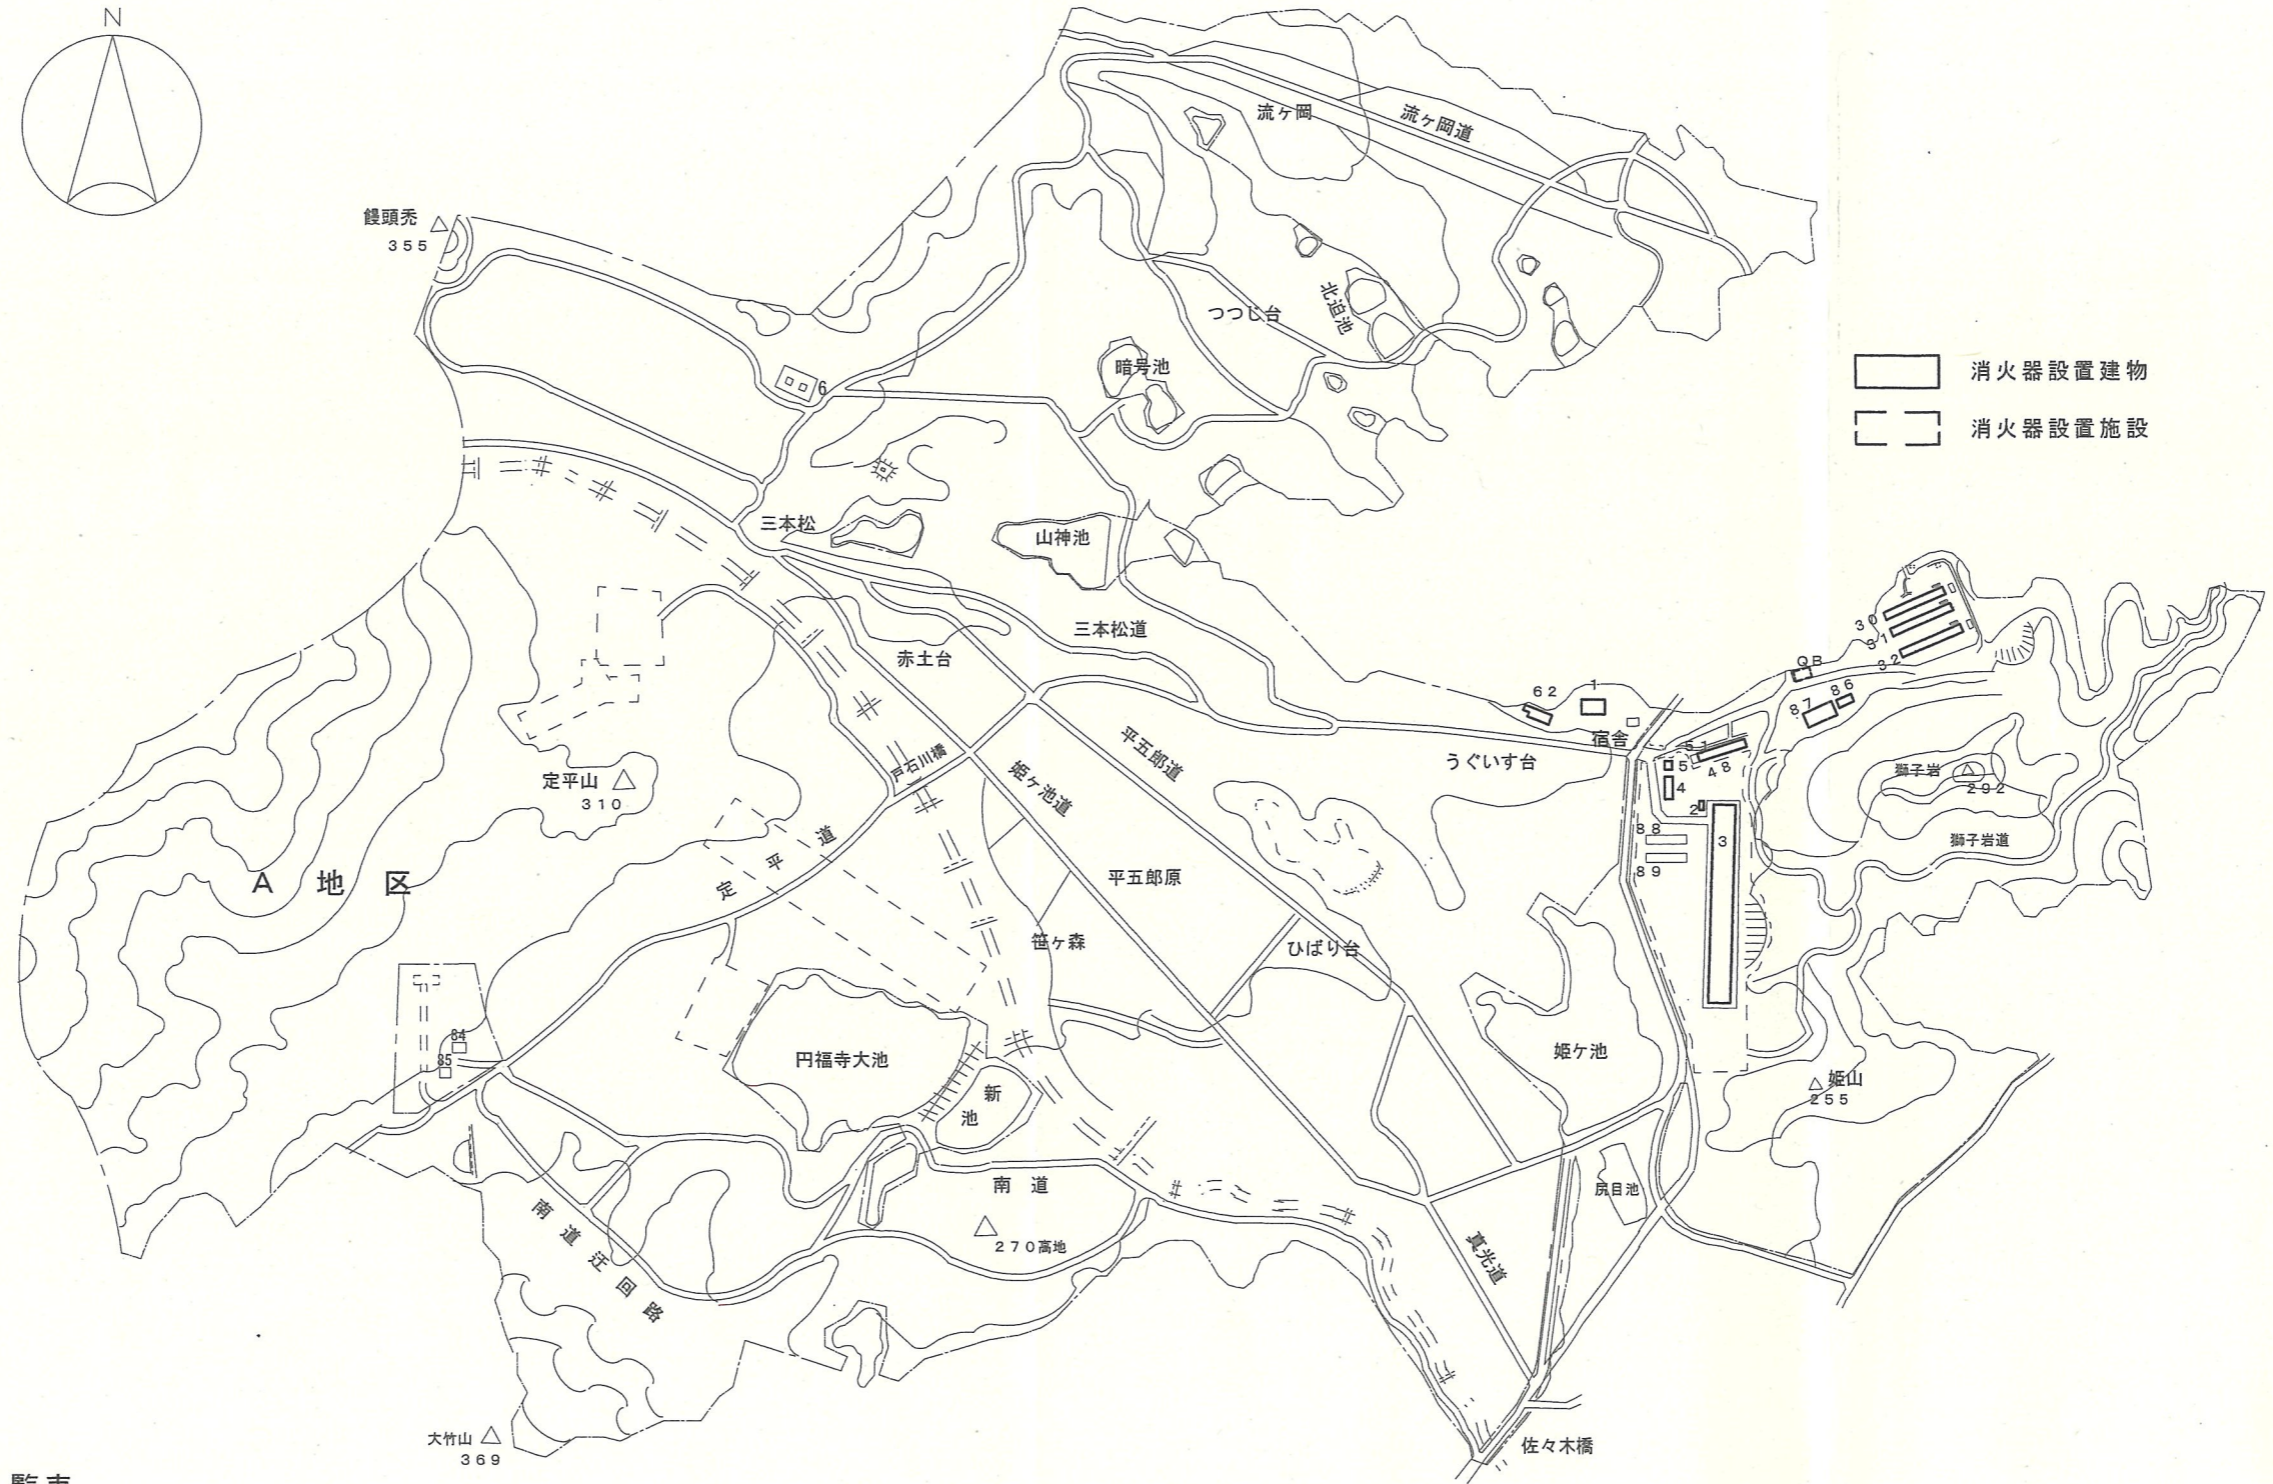 N
流ヶ岡
流ヶ岡道
饅頭禿
355
北迫池
つつじ台
暗号池
6
消火器設置建物
消火器設置施設
三本松
山神池
三本松道
赤土台
30
31
32
QB
62
1
86
87
宿舎
51
48
平五郎道
うぐいす台
戸石川橋
姫ヶ池道
5
4
2
3
獅子岩
292
定平山
310
88
89
獅子岩道
定平道
A地区
平五郎原
笹ヶ森
ひばり台
84
85
円福寺大池
新池
姫ケ池
姫山
255
南道
尻目池
270高地
南道迂回路
真光道
大竹山
369
佐々木橋
覧表